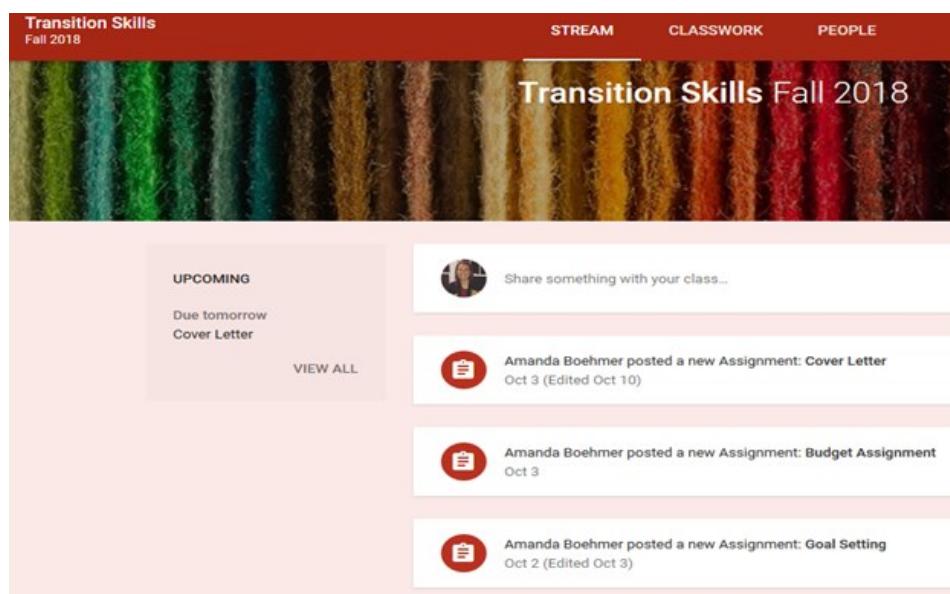 Transition Skills
Fall 2018
STREAM CLASSWORK PEOPLE
Transition Skills Fall 2018
UPCOMING
Due tomorrow
Cover Letter
VIEW ALL
Share something with your class...
Amanda Boehmer posted a new Assignment: Cover Letter
Oct 3 (Edited Oct 10)
Amanda Boehmer posted a new Assignment: Budget Assignment
Oct 3
Amanda Boehmer posted a new Assignment: Goal Setting
Oct 2 (Edited Oct 3)